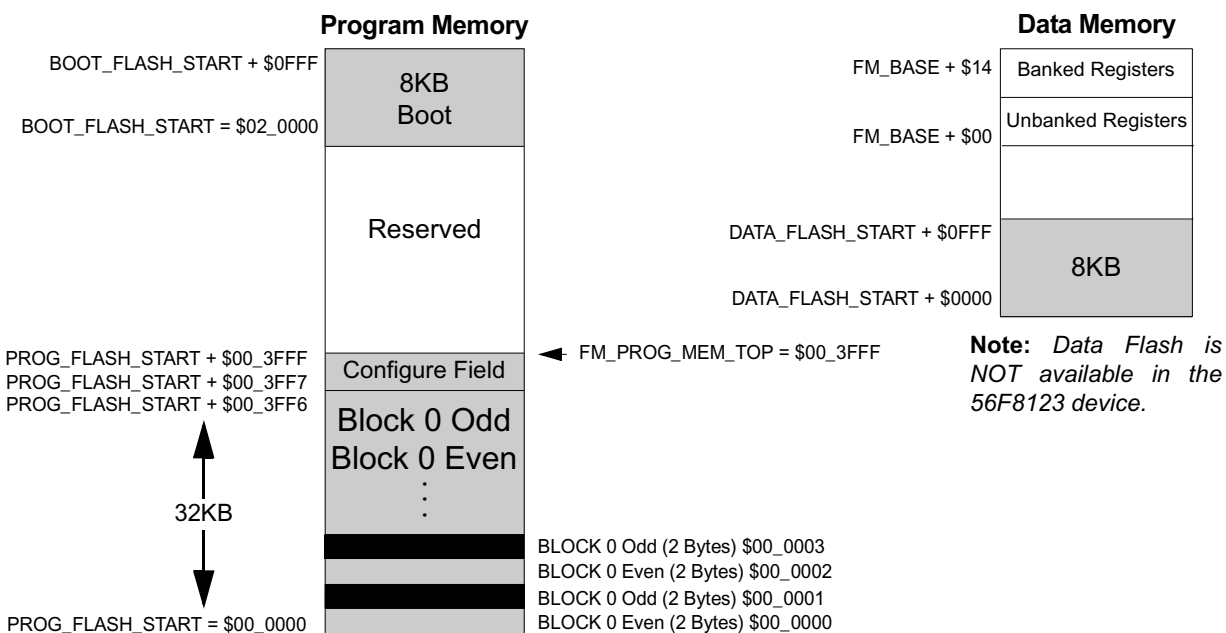 Program Memory
BOOT_FLASH_START + $0FFF
8KB
Boot
BOOT_FLASH_START = $02_0000
Reserved
PROG_FLASH_START + $00_3FFF
Configure Field
FM_PROG_MEM_TOP = $00_3FFF
PROG_FLASH_START + $00_3FF7
PROG_FLASH_START + $00_3FF6
Block 0 Odd
Block 0 Even
32KB
BLOCK 0 Odd (2 Bytes) $00_0003
BLOCK 0 Even (2 Bytes) $00_0002
BLOCK 0 Odd (2 Bytes) $00_0001
BLOCK 0 Even (2 Bytes) $00_0000
PROG_FLASH_START = $00_0000
Data Memory
FM_BASE + $14
Banked Registers
Unbanked Registers
FM_BASE + $00
DATA_FLASH_START + $0FFF
8KB
DATA_FLASH_START + $0000
Note: Data Flash is
NOT available in the
56F8123 device.